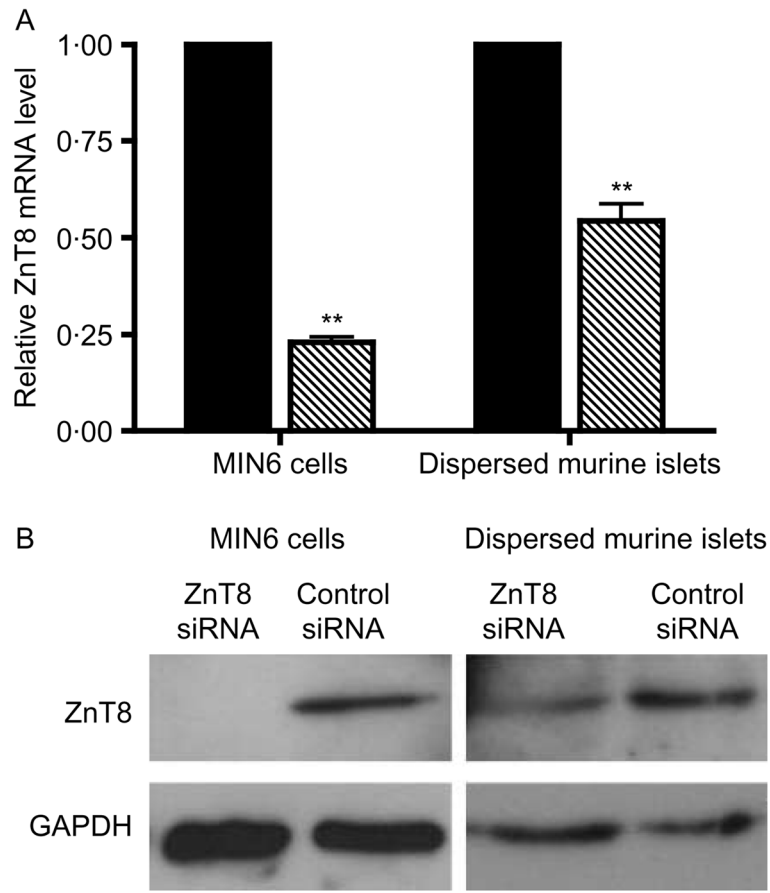 A
Relative ZnT8 mRNA level
1·00
0·75
0·50
0·25
0·00
**
**
MIN6 cells
Dispersed murine islets
B
MIN6 cells
Dispersed murine islets
ZnT8 siRNA
Control siRNA
ZnT8 siRNA
Control siRNA
ZnT8
GAPDH